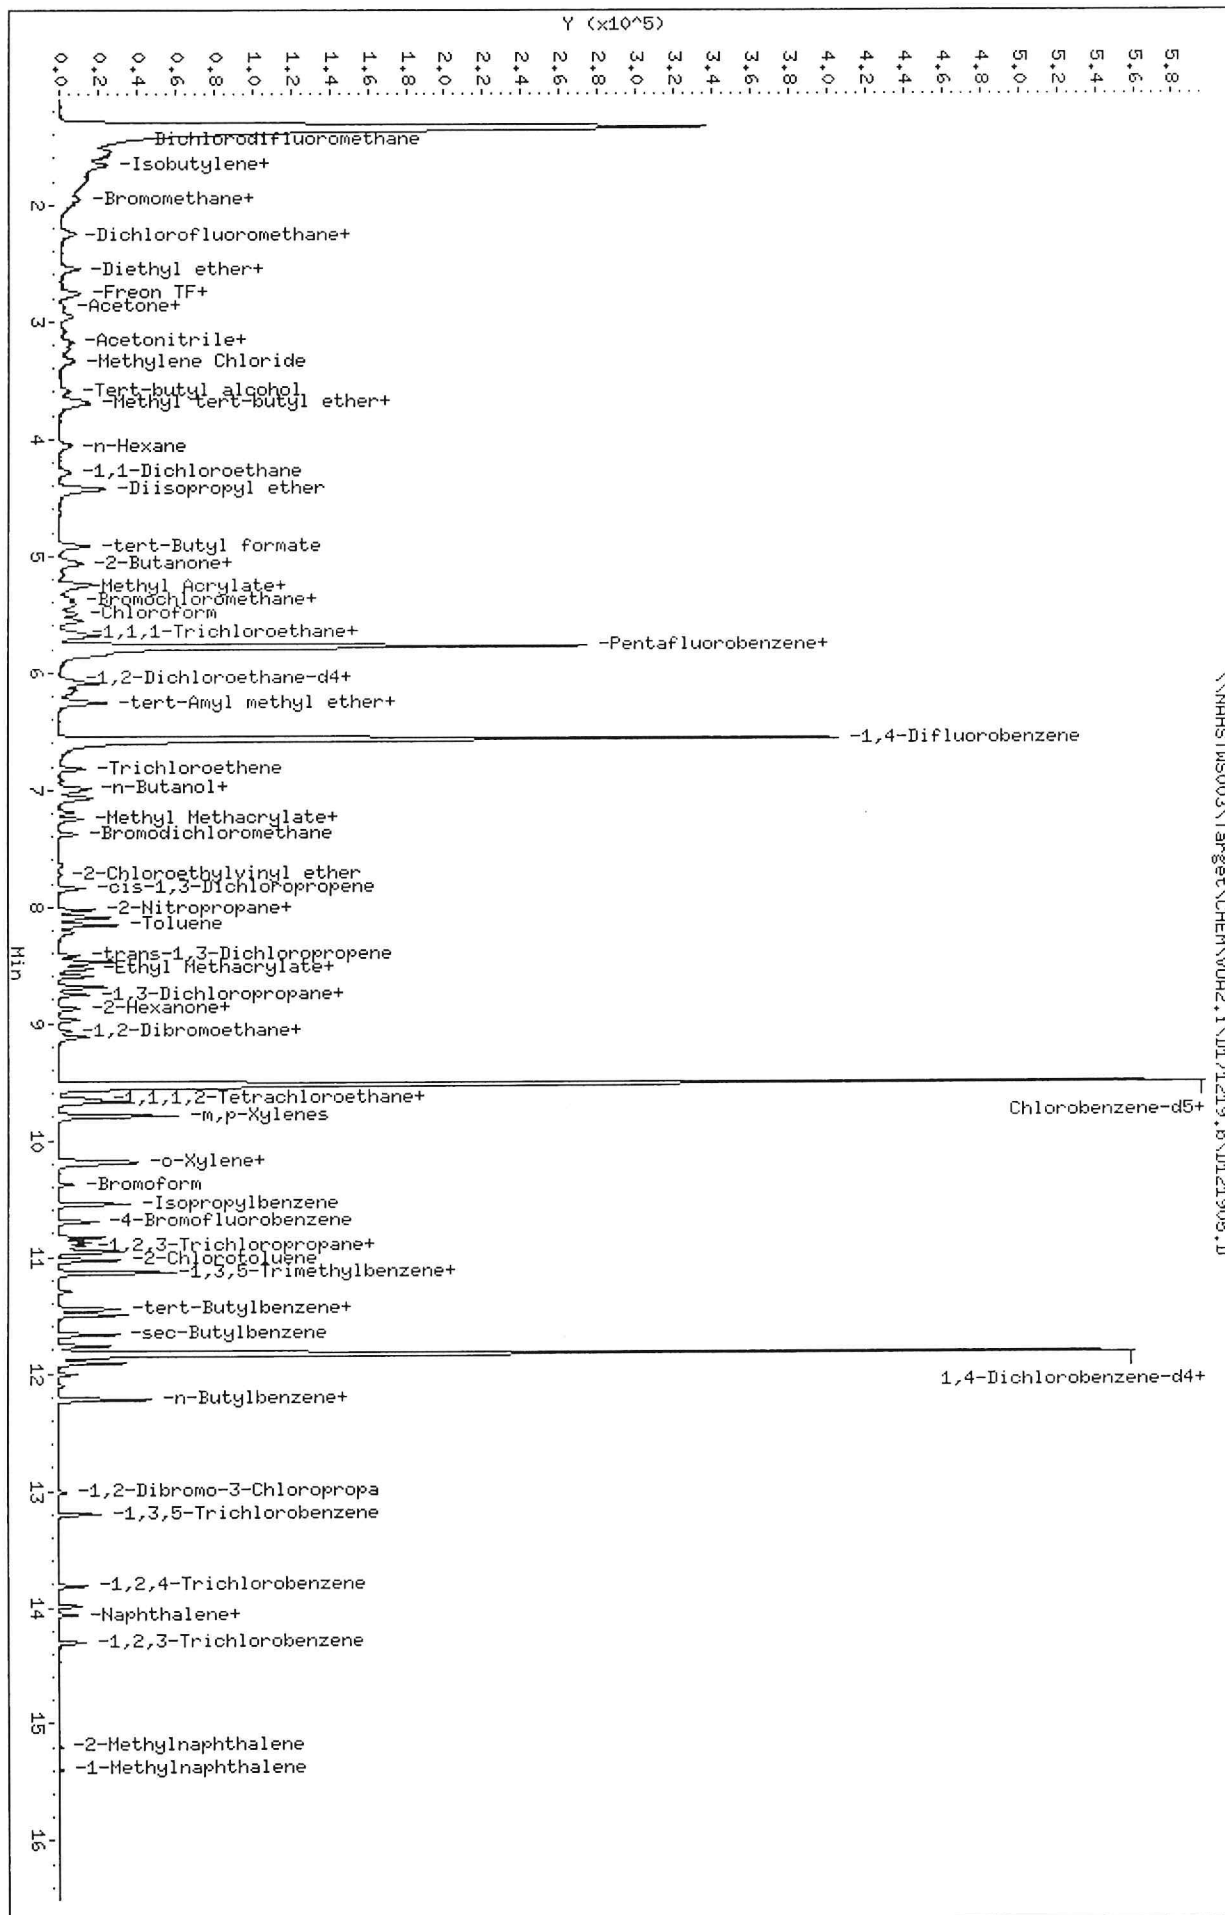 Y (x10^5)
0.0
0.2
0.4
0.6
0.8
1.0
1.2
1.4
1.6
1.8
2.0
2.2
2.4
2.6
2.8
3.0
3.2
3.4
3.6
3.8
4.0
4.2
4.4
4.6
4.8
5.0
5.2
5.4
5.6
5.8
Dichlorodifluoromethane
-Isobutylene+
-Bromomethane+
2
-Dichlorofluoromethane+
-Diethyl ether+
-Freon TF+
-Acetone+
3
-Acetonitrile+
-Methylene Chloride
-Tert-butyl alcohol
-Methyl tert-butyl ether+
4
-n-Hexane
-1,1-Dichloroethane
-Diisopropyl ether
-tert-Butyl formate
5
-2-Butanone+
-Methyl Acrylate+
-Bromochloromethane+
-Chloroform
-1,1,1-Trichloroethane+
-Pentafluorobenzene+
6
-1,2-Dichloroethane-d4+
-tert-Amyl methyl ether+
-1,4-Difluorobenzene
-Trichloroethene
7
-n-Butanol+
-Methyl Methacrylate+
-Bromodichloromethane
-2-Chloroethylvinyl ether
-cis-1,3-Dichloropropene
8
-2-Nitropropane+
-Toluene
-trans-1,3-Dichloropropene
-Ethyl Methacrylate+
-1,3-Dichloropropane+
-2-Hexanone+
9
-1,2-Dibromoethane+
Chlorobenzene-d5+
-1,1,1,2-Tetrachloroethane+
-m,p-Xylenes
10
-o-Xylene+
-Bromoform
-Isopropylbenzene
-4-Bromofluorobenzene
-1,2,3-Trichloropropane+
11
-2-Chlorotoluene
-1,3,5-Trimethylbenzene+
-tert-Butylbenzene+
-sec-Butylbenzene
1,4-Dichlorobenzene-d4+
12
-n-Butylbenzene+
13
-1,2-Dibromo-3-Chloropropa
-1,3,5-Trichlorobenzene
-1,2,4-Trichlorobenzene
14
-Naphthalene+
-1,2,3-Trichlorobenzene
15
-2-Methylnaphthalene
-1-Methylnaphthalene
16
Min